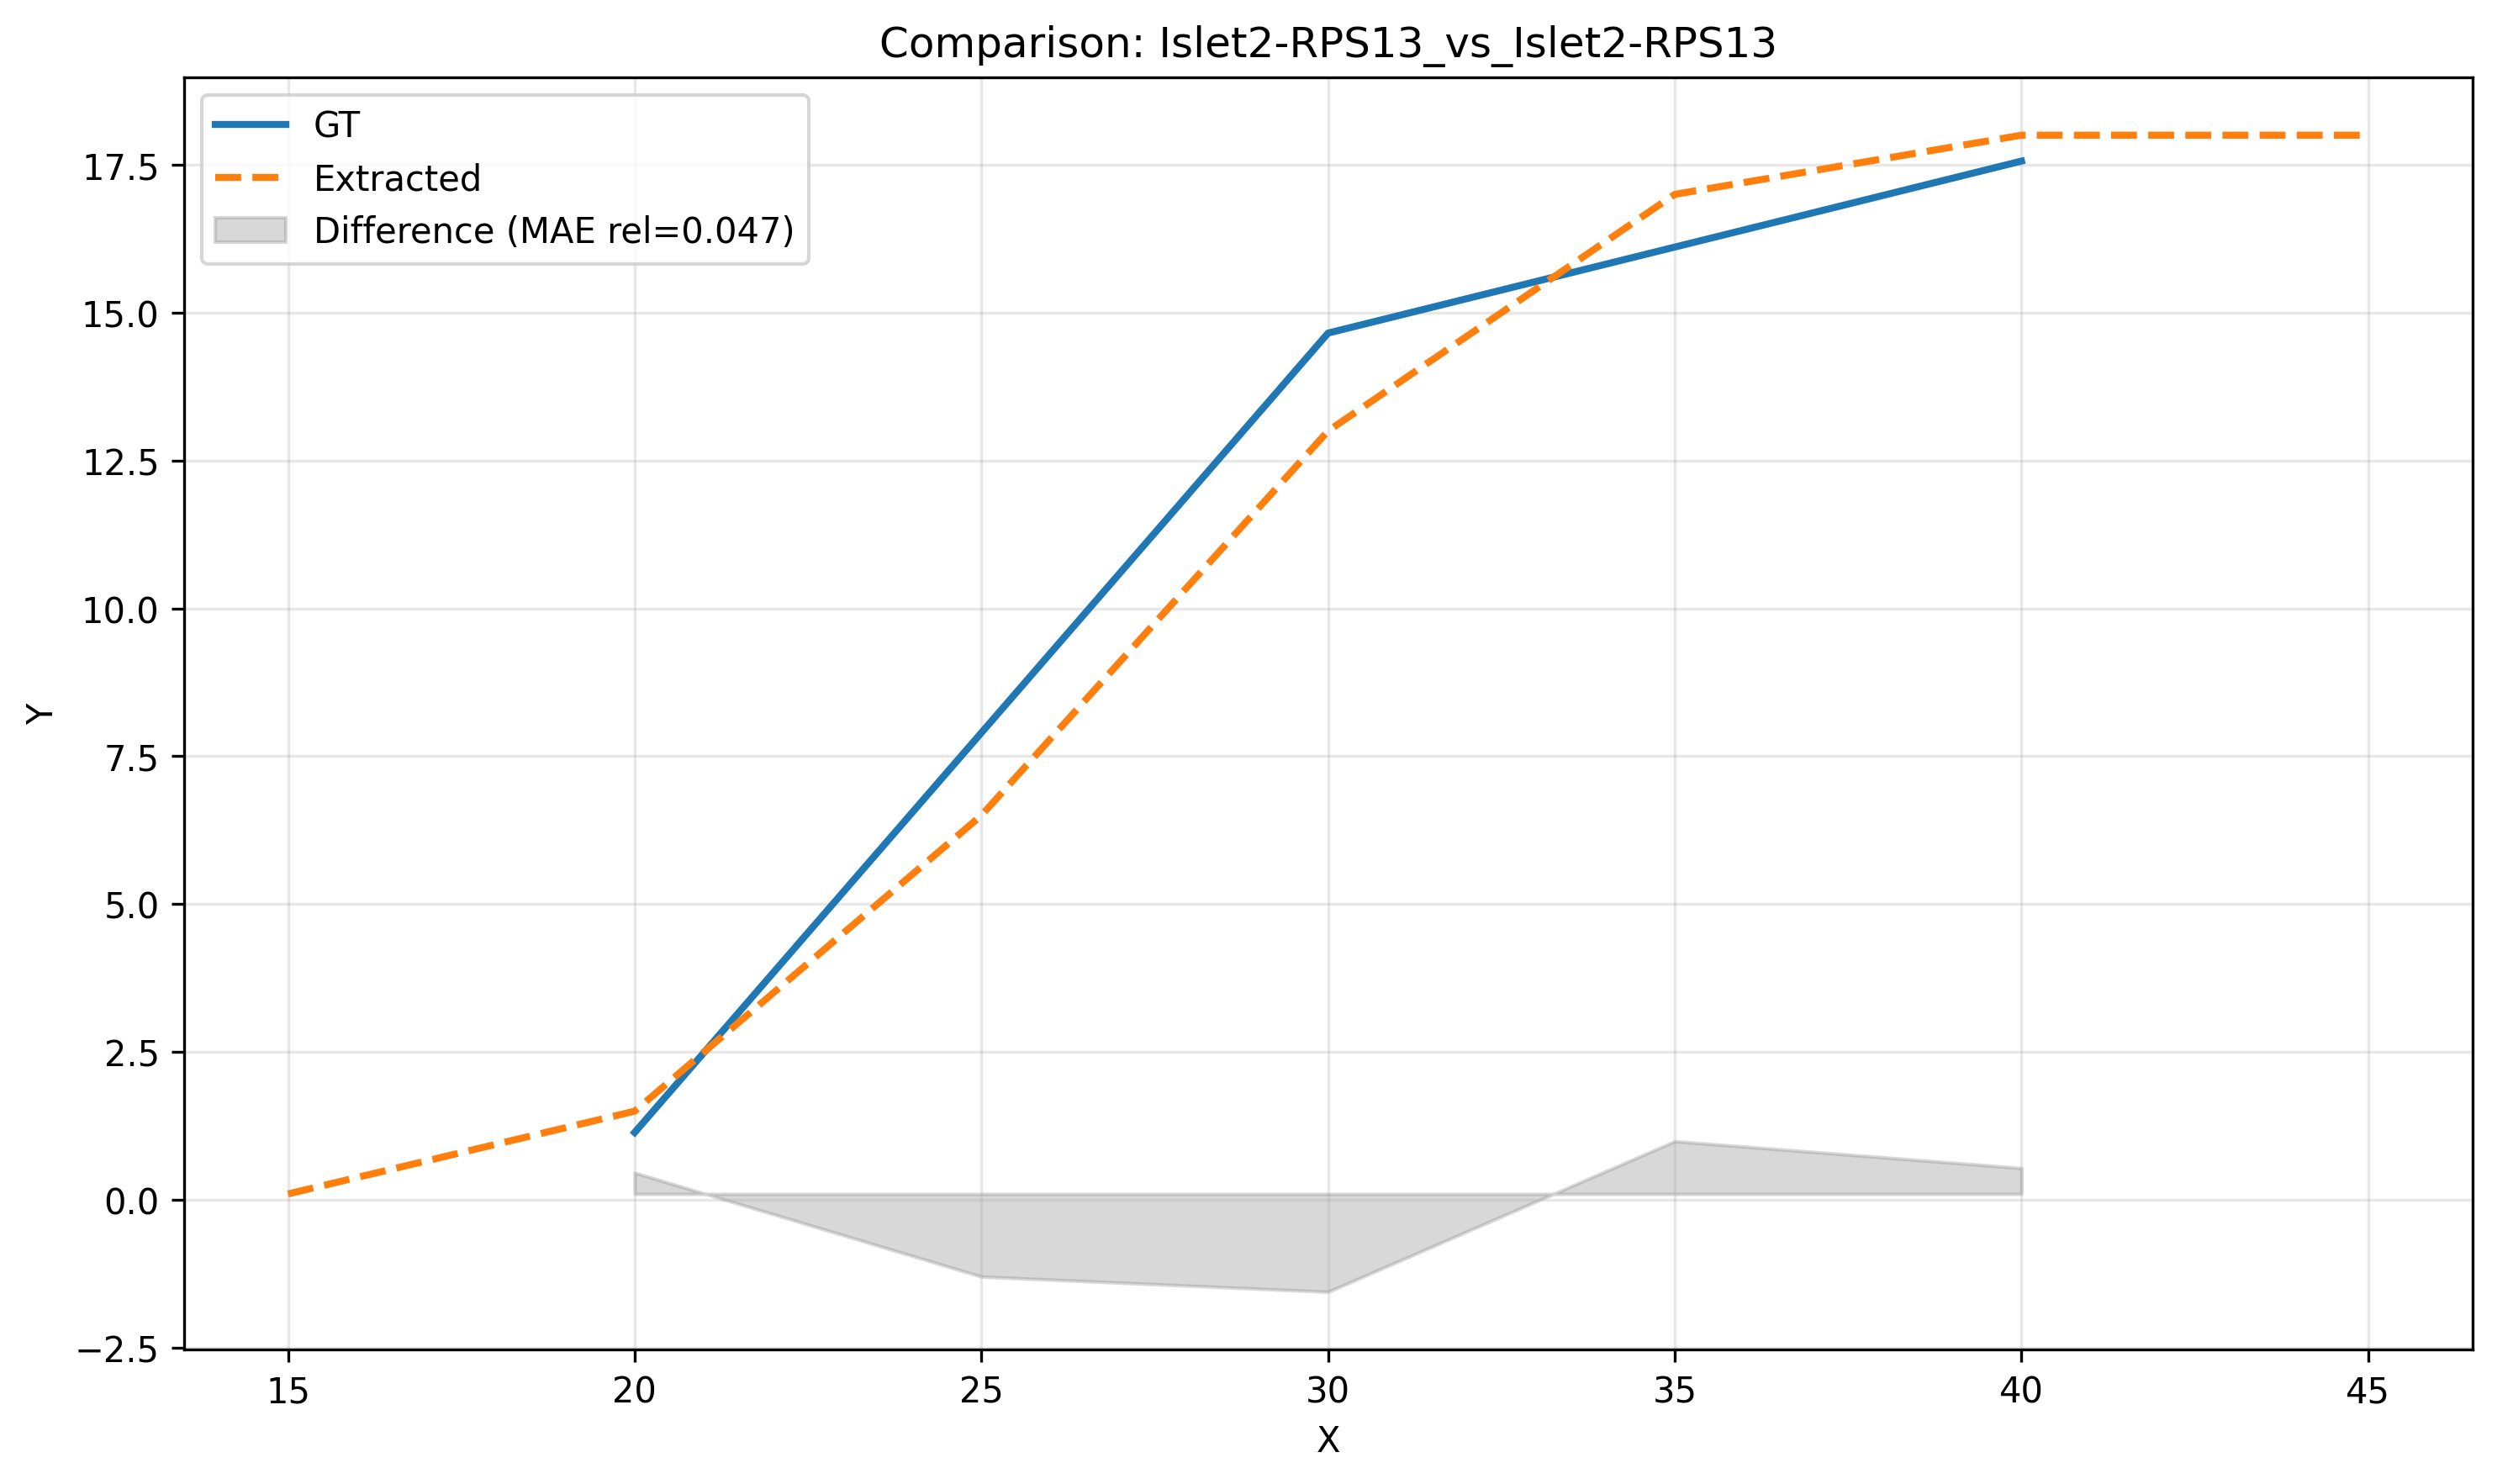 Comparison: Islet2-RPS13_vs_Islet2-RPS13
GT
Extracted
Difference (MAE rel=0.047)
Y
17.5
15.0
12.5
10.0
7.5
5.0
2.5
0.0
−2.5
15 20 25 30 35 40 45
X